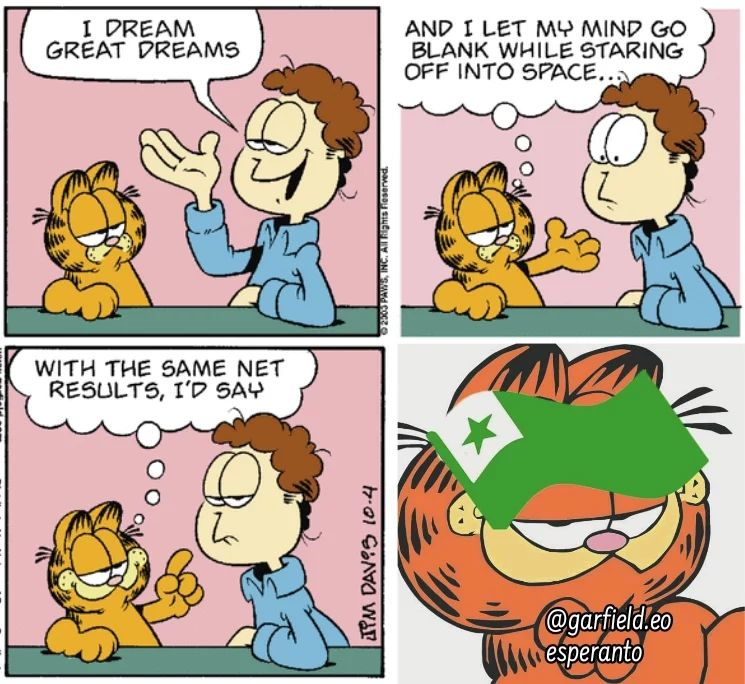 I DREAM
GREAT DREAMS
AND I LET MY MIND GO
BLANK WHILE STARING
OFF INTO SPACE...
© 2003 PAWS, INC. All Rights Reserved.
WITH THE SAME NET
RESULTS, I'D SAY
JIM DAVIS 10-4
@garfield.eo
esperanto